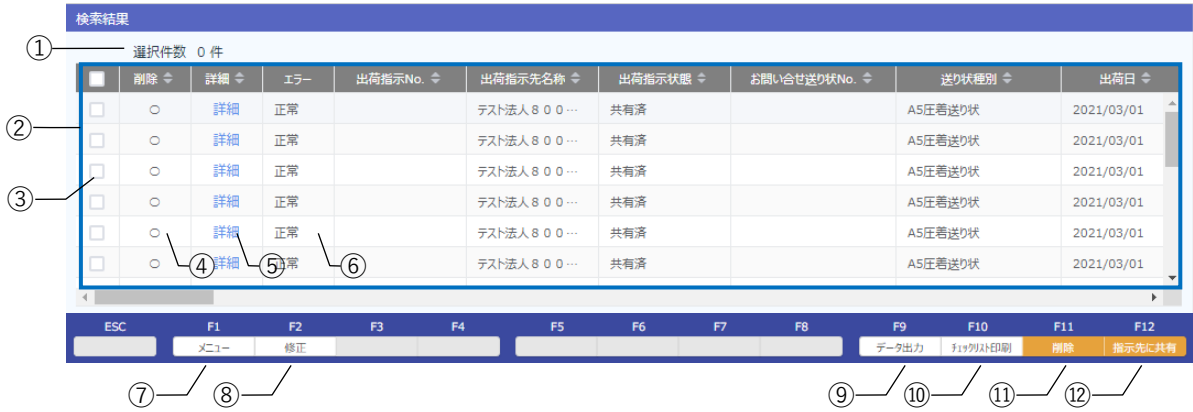 検索結果
① 選択件数 0 件
削除 詳細 エラー 出荷指示No. 出荷指示先名称 出荷指示状態 お問い合せ送り状No. 送り状種別 出荷日
○ 詳細 正常 テスト法人８００… 共有済 A5圧着送り状 2021/03/01
② ○ 詳細 正常 テスト法人８００… 共有済 A5圧着送り状 2021/03/01
○ 詳細 正常 テスト法人８００… 共有済 A5圧着送り状 2021/03/01
③ ○ 詳細 正常 テスト法人８００… 共有済 A5圧着送り状 2021/03/01
○ 詳細 正常 テスト法人８００… 共有済 A5圧着送り状 2021/03/01
○ ④ 詳細 ⑤ 正常 ⑥ テスト法人８００… 共有済 A5圧着送り状 2021/03/01
ESC F1 F2 F3 F4 F5 F6 F7 F8 F9 F10 F11 F12
メニュー 修正 データ出力 チェックリスト印刷 削除 指示先に共有
⑦ ⑧ ⑨ ⑩ ⑪ ⑫